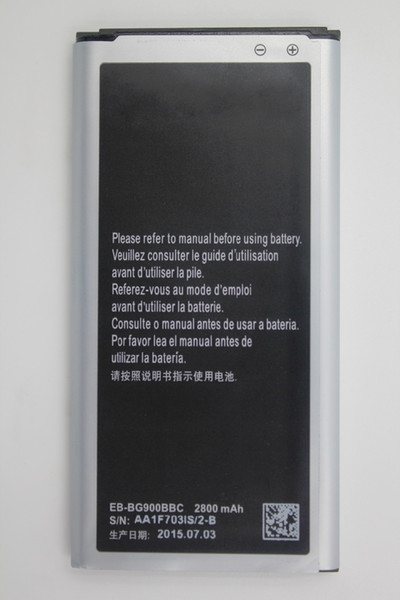 ⊖ ⊕
Please refer to manual before using battery.
Veuillez consulter le guide d'utilisation
avant d'utiliser la pile.
Referez-vous au mode d'emploi
avant d'utiliser la batterie.
Consulte o manual antes de usar a bateria.
Por favor lea el manual antes de
utilizar la batería.
请按照说明书指示使用电池.
EB-BG900BBC 2800 mAh
S/N: AA1F703IS/2-B
生产日期: 2015.07.03